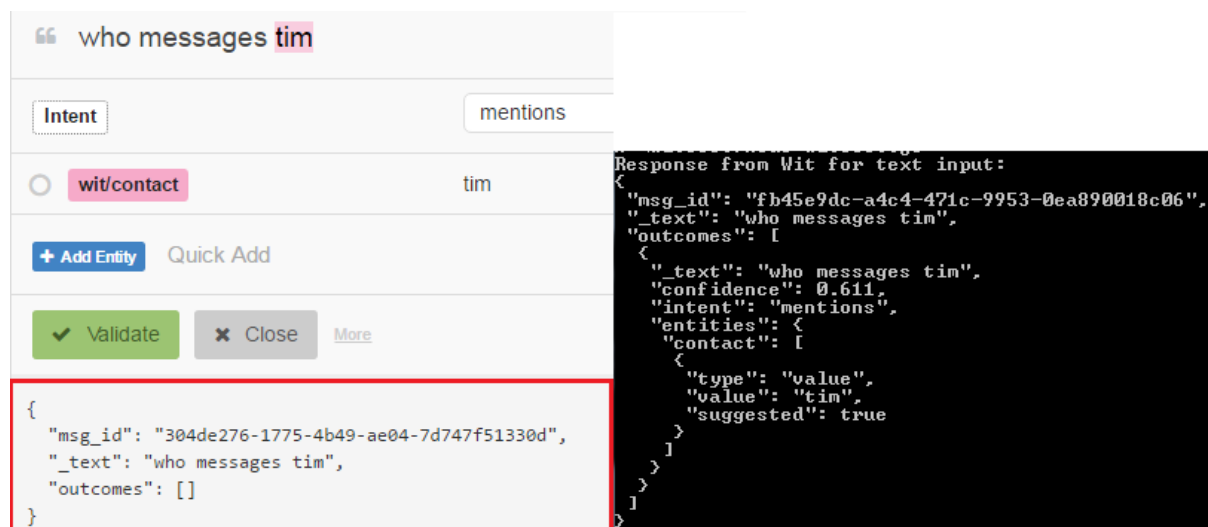 “ who messages tim
Intent
mentions
wit/contact
tim
+ Add Entity Quick Add
✔ Validate ✖ Close More
{
"msg_id": "304de276-1775-4b49-ae04-7d747f51330d",
"_text": "who messages tim",
"outcomes": []
}
Response from Wit for text input:
{
"msg_id": "fb45e9dc-a4c4-471c-9953-0ea890018c06",
"_text": "who messages tim",
"outcomes": [
{
"_text": "who messages tim",
"confidence": 0.611,
"intent": "mentions",
"entities": {
"contact": [
{
"type": "value",
"value": "tim",
"suggested": true
}
]
}
}
]
}